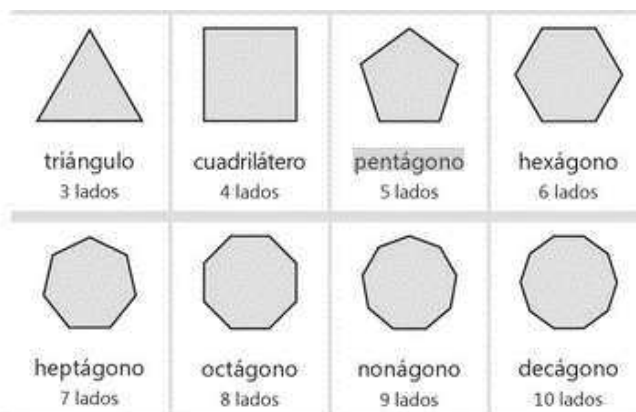 triángulo cuadrilátero pentágono hexágono
3 lados 4 lados 5 lados 6 lados
heptágono octágono nonágono decágono
7 lados 8 lados 9 lados 10 lados